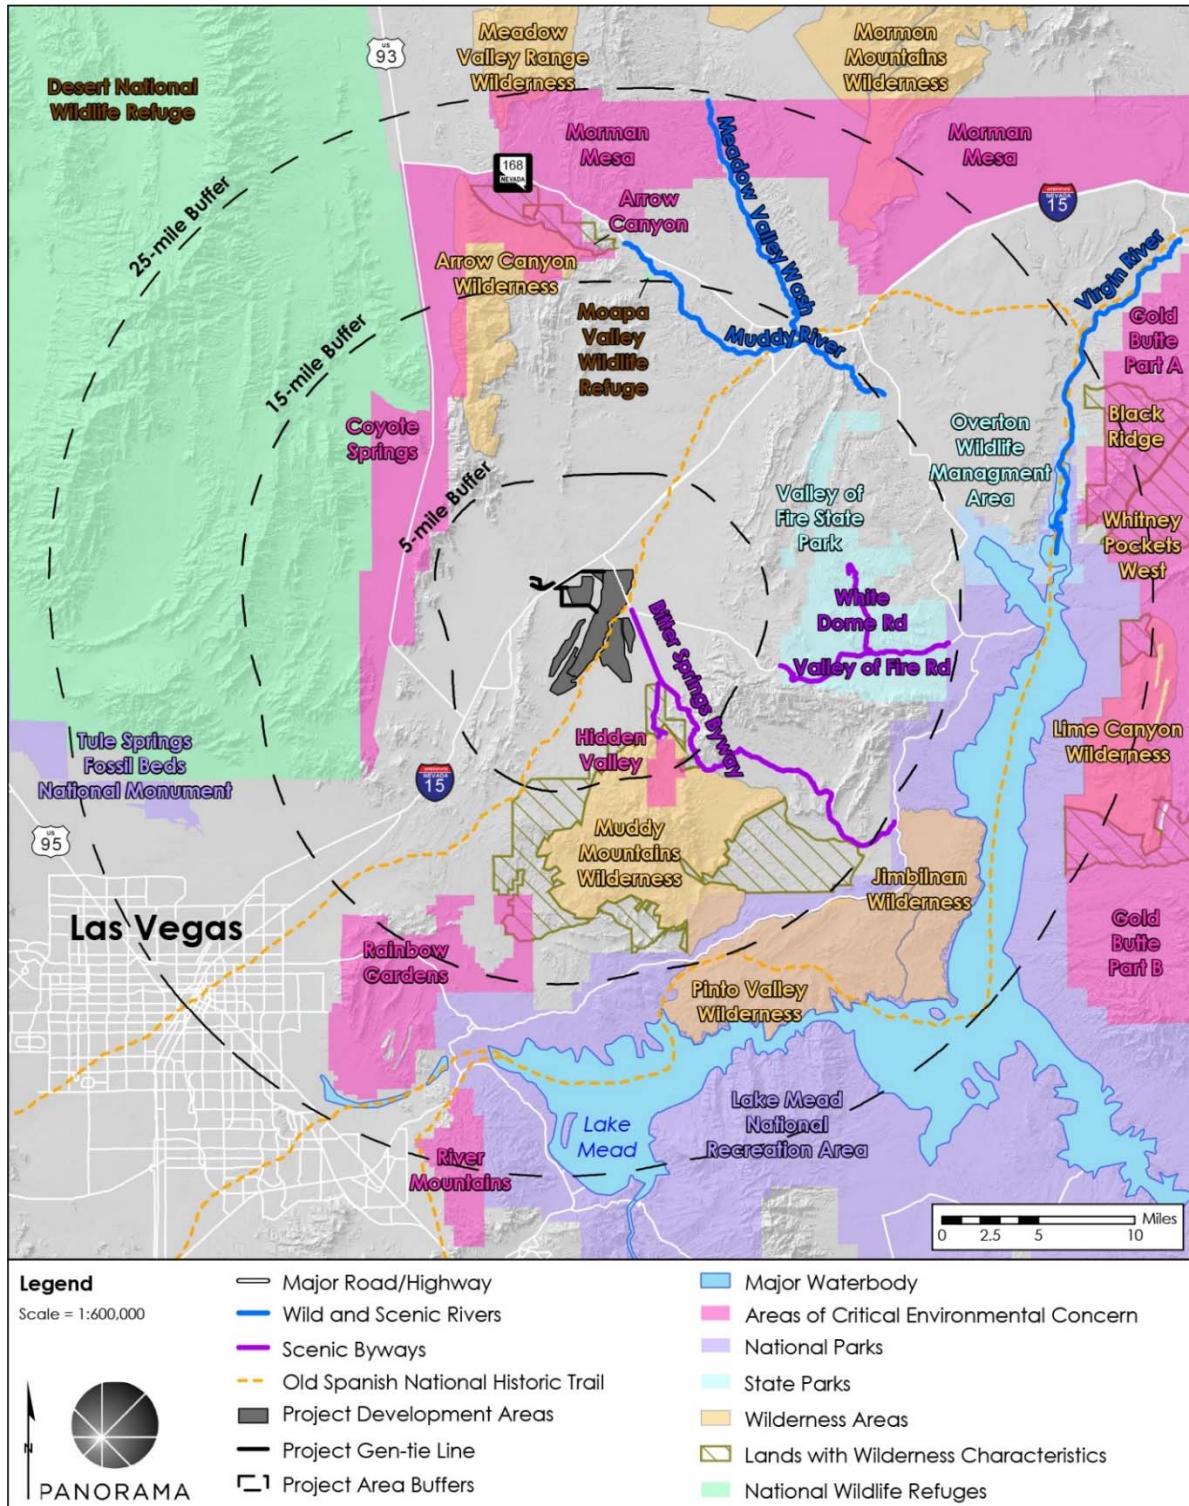 Meadow
Valley Range
Wilderness
Mormon
Mountains
Wilderness
US
93
Desert National
Wildlife Refuge
Morman
Mesa
Morman
Mesa
168
NEVADA
Meadow Valley Wash
INTERSTATE
NEVADA
15
25-mile Buffer
Arrow
Canyon
Arrow Canyon
Wilderness
Virgin River
Moapa
Valley
Wildlife
Refuge
Muddy River
Gold
Butte
Part A
15-mile Buffer
Coyote
Springs
Black
Ridge
Overton
Wildlife
Managment
Area
5-mile Buffer
Valley of
Fire State
Park
Whitney
Pockets
West
White
Dome Rd
Bitter Springs Byway
Valley of Fire Rd
Hidden
Valley
Lime Canyon
Wilderness
Tule Springs
Fossil Beds
National Monument
INTERSTATE
NEVADA
15
US
95
Muddy
Mountains
Wilderness
Jimbilnan
Wilderness
Las Vegas
Rainbow
Gardens
Gold
Butte
Part B
Pinto Valley
Wilderness
Lake
Mead
Lake Mead
National
Recreation Area
River
Mountains
Miles
0 2.5 5 10
Legend
Scale = 1:600,000
N
PANORAMA
Major Road/Highway
Wild and Scenic Rivers
Scenic Byways
Old Spanish National Historic Trail
Project Development Areas
Project Gen-tie Line
Project Area Buffers
Major Waterbody
Areas of Critical Environmental Concern
National Parks
State Parks
Wilderness Areas
Lands with Wilderness Characteristics
National Wildlife Refuges